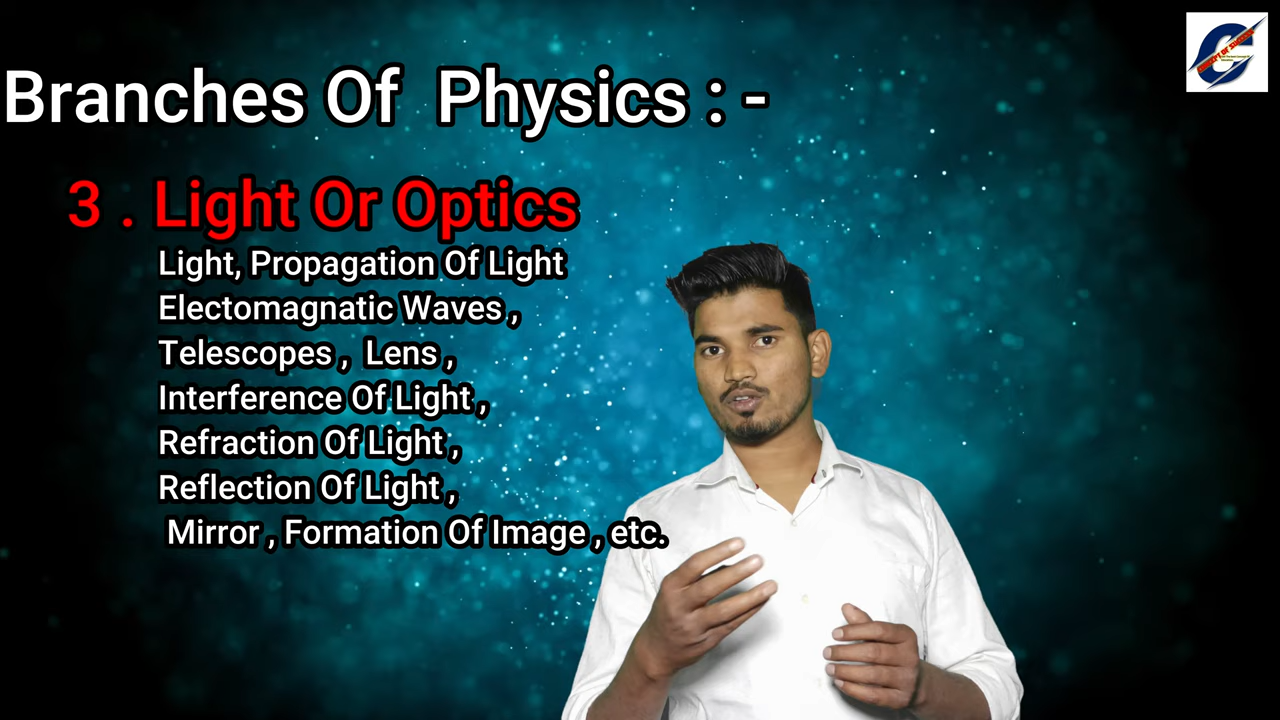 Branches Of Physics : -
3 . Light Or Optics
Light, Propagation Of Light
Electomagnatic Waves ,
Telescopes , Lens ,
Interference Of Light ,
Refraction Of Light ,
Reflection Of Light ,
Mirror , Formation Of Image , etc.